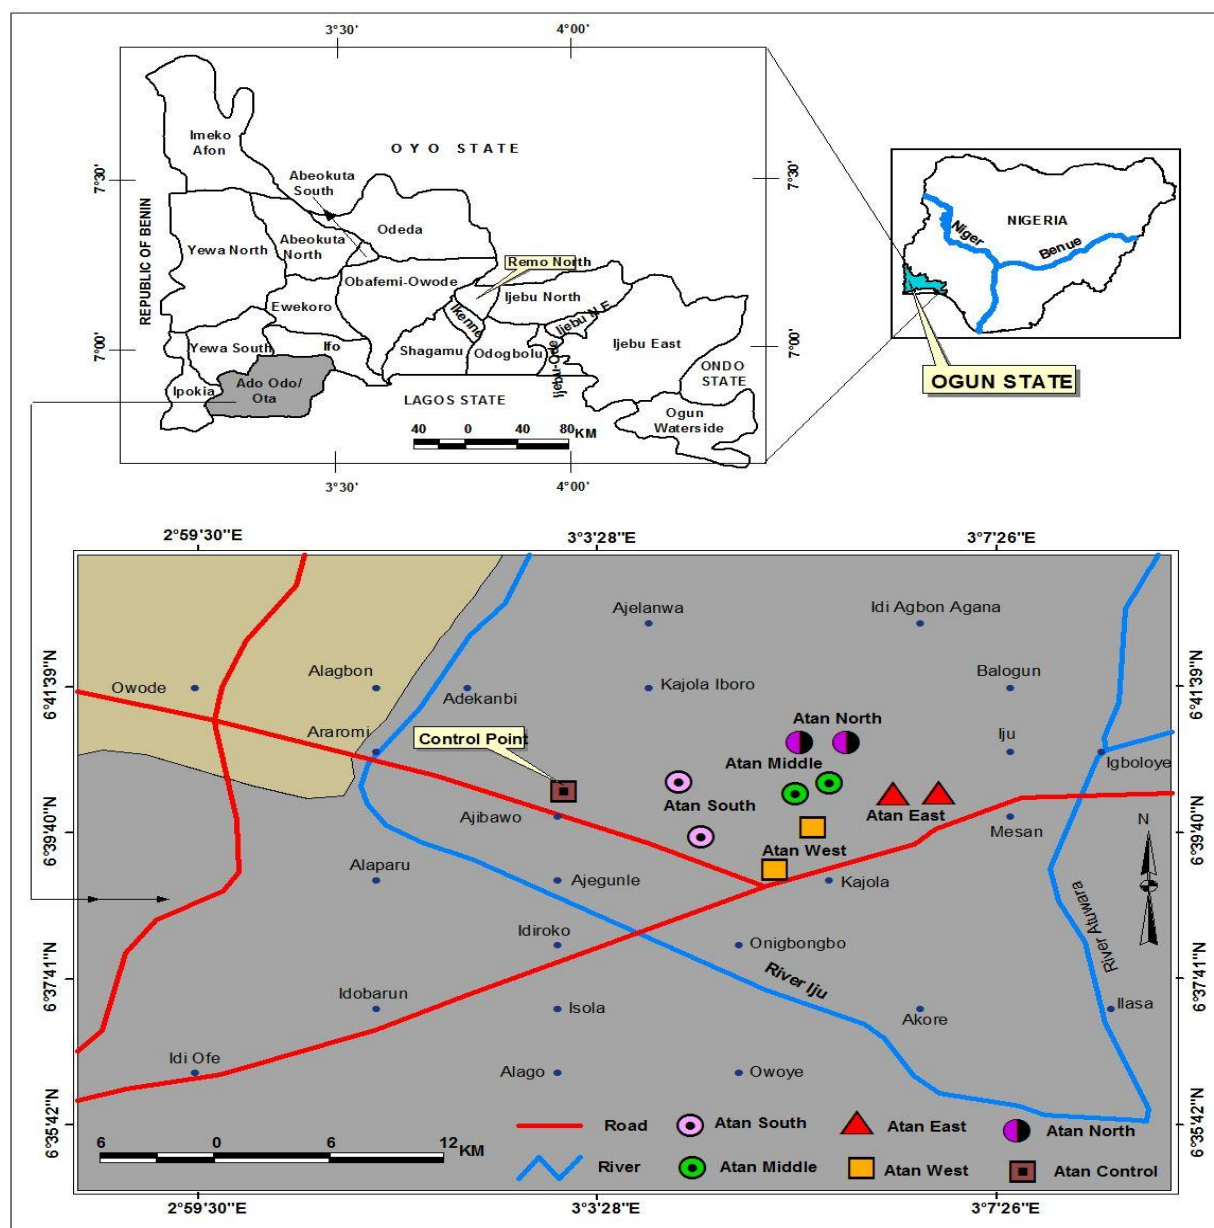 3°30'
4°00'
7°30'
7°30'
7°00'
7°00'
REPUBLIC OF BENIN
Imeko
Afon
OYO STATE
Abeokuta
South
Yewa North
Abeokuta
North
Odeda
Obafemi-Owode
Remo North
Ewekoro
Ikenne
Ijebu North
Ijebu N.E
Yewa South
Ifo
Shagamu
Odogbolu
Ijebu-Ode
Ijebu East
ONDO
STATE
Ipokia
Ado Odo/
Ota
LAGOS STATE
Ogun
Waterside
40 0 40 80 KM
3°30'
4°00'
NIGERIA
Niger
Benue
OGUN STATE
2°59'30"E
3°3'28"E
3°7'26"E
6°41'39"N
6°41'39"N
6°39'40"N
6°39'40"N
6°37'41"N
6°37'41"N
6°35'42"N
6°35'42"N
Ajelanwa
Idi Agbon Agana
Owode
Alagbon
Adekanbi
Kajola Iboro
Balogun
Araromi
Control Point
Atan North
Iju
Igboloye
Atan Middle
Atan South
Atan East
Ajibawo
Mesan
N
Atan West
Alaparu
Ajegunle
Kajola
Idiroko
Onigbongbo
River Iju
River Atuwara
Idobarun
Isola
Akore
Ilasa
Idi Ofe
Alago
Owoye
Road
Atan South
Atan East
Atan North
6 0 6 12 KM
River
Atan Middle
Atan West
Atan Control
2°59'30"E
3°3'28"E
3°7'26"E